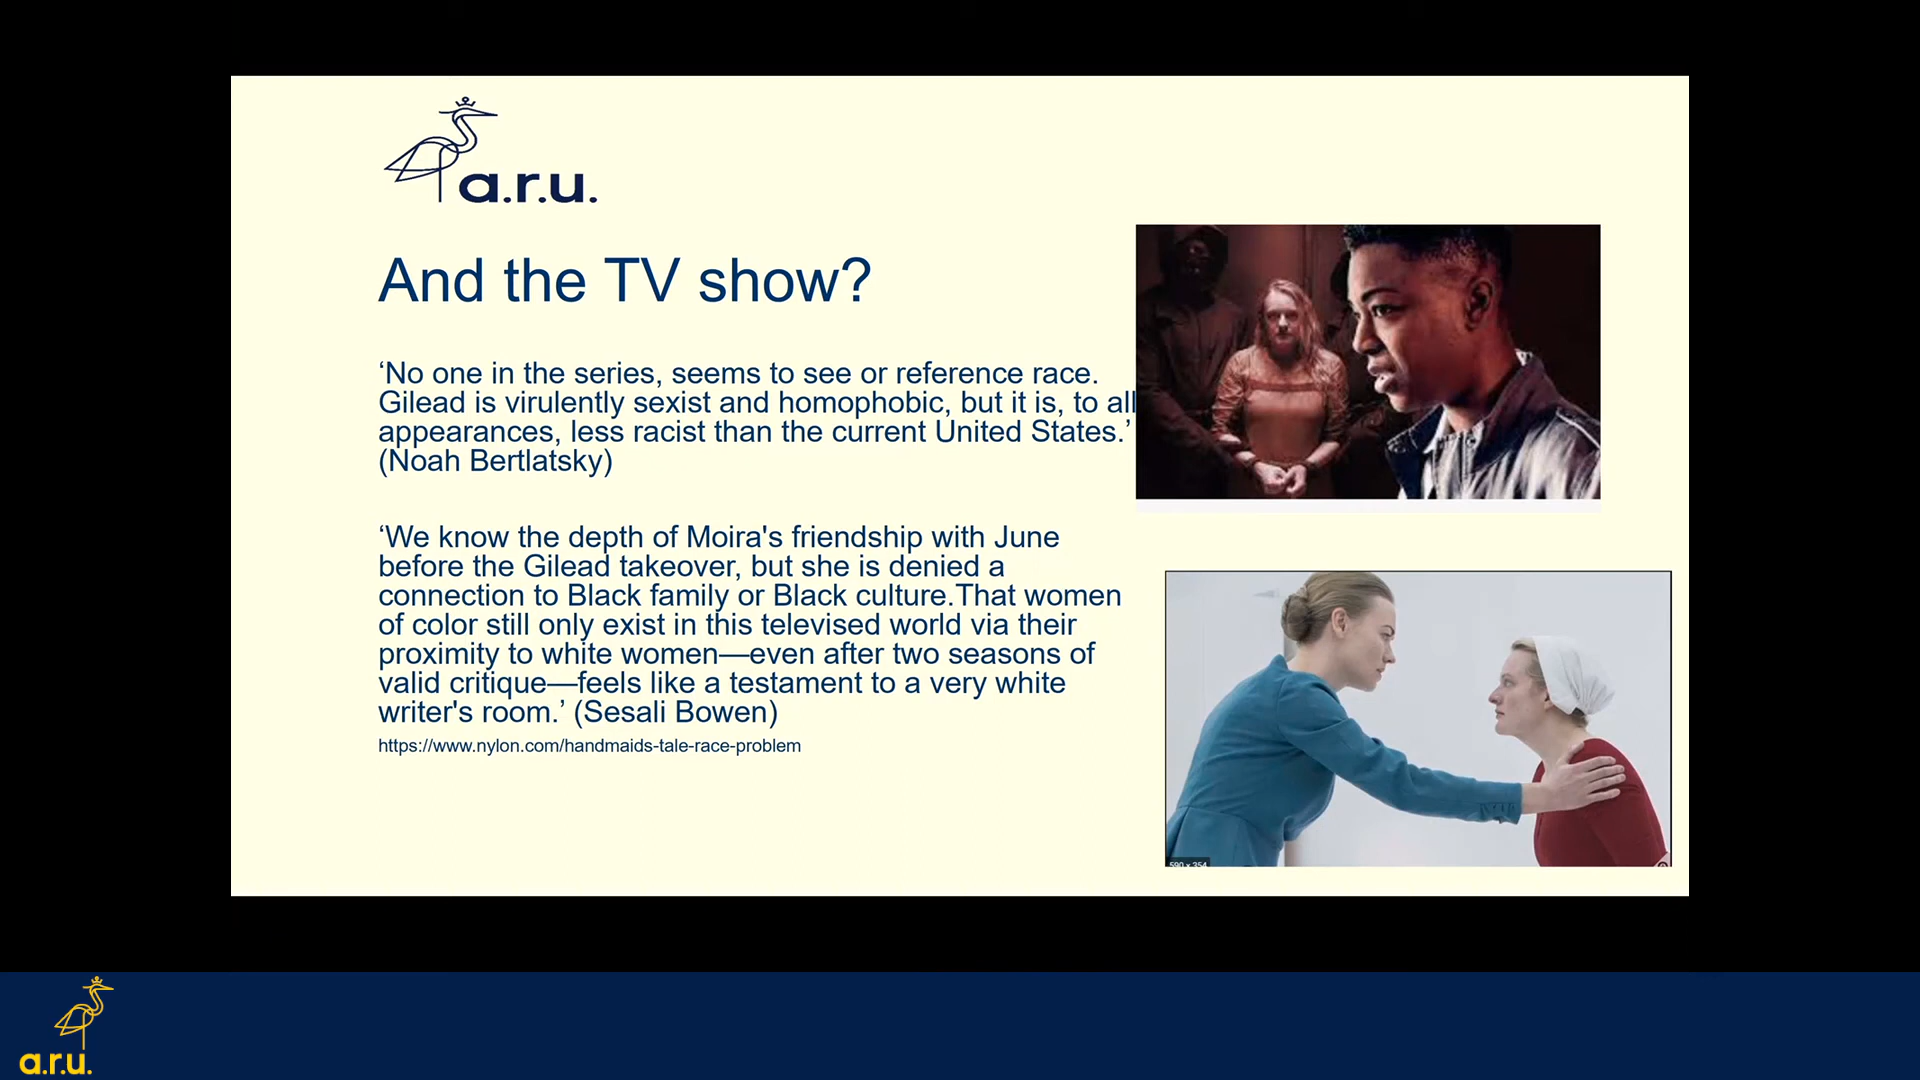 a.r.u.
And the TV show?
‘No one in the series, seems to see or reference race.
Gilead is virulently sexist and homophobic, but it is, to all
appearances, less racist than the current United States.’
(Noah Bertlatsky)
‘We know the depth of Moira's friendship with June
before the Gilead takeover, but she is denied a
connection to Black family or Black culture.That women
of color still only exist in this televised world via their
proximity to white women—even after two seasons of
valid critique—feels like a testament to a very white
writer's room.’ (Sesali Bowen)
https://www.nylon.com/handmaids-tale-race-problem
590 x 354
a.r.u.